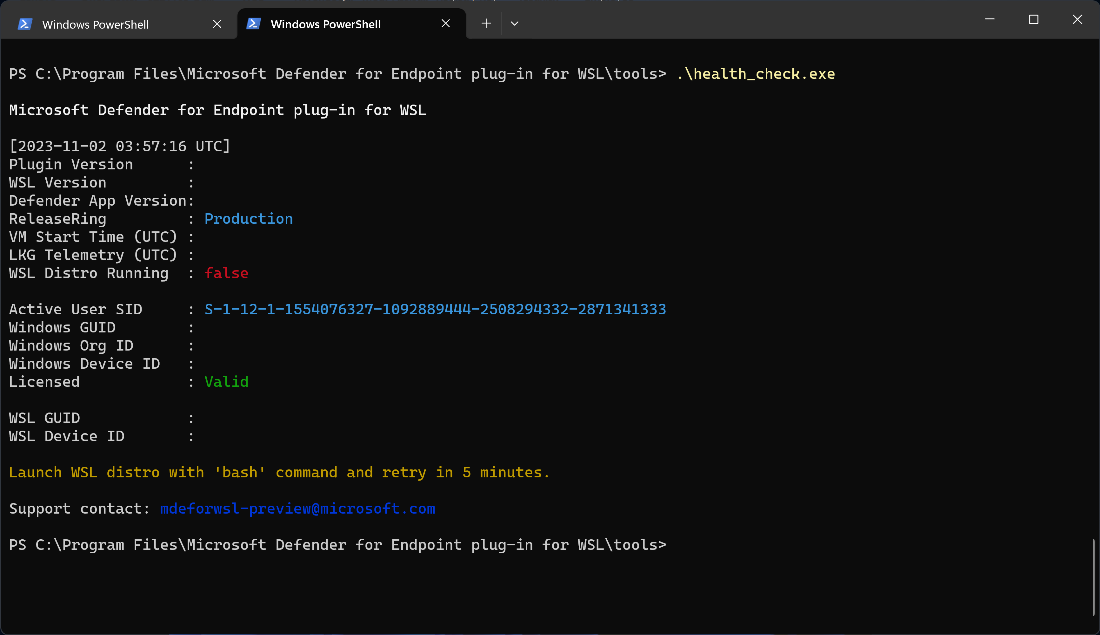 Windows PowerShell
Windows PowerShell
PS C:\Program Files\Microsoft Defender for Endpoint plug-in for WSL\tools> .\health_check.exe
Microsoft Defender for Endpoint plug-in for WSL
[2023-11-02 03:57:16 UTC]
Plugin Version      :
WSL Version         :
Defender App Version:
ReleaseRing         : Production
VM Start Time (UTC) :
LKG Telemetry (UTC) :
WSL Distro Running  : false
Active User SID     : S-1-12-1-1554076327-1092889444-2508294332-2871341333
Windows GUID        :
Windows Org ID      :
Windows Device ID   :
Licensed            : Valid
WSL GUID            :
WSL Device ID       :
Launch WSL distro with 'bash' command and retry in 5 minutes.
Support contact: mdeforwsl-preview@microsoft.com
PS C:\Program Files\Microsoft Defender for Endpoint plug-in for WSL\tools>